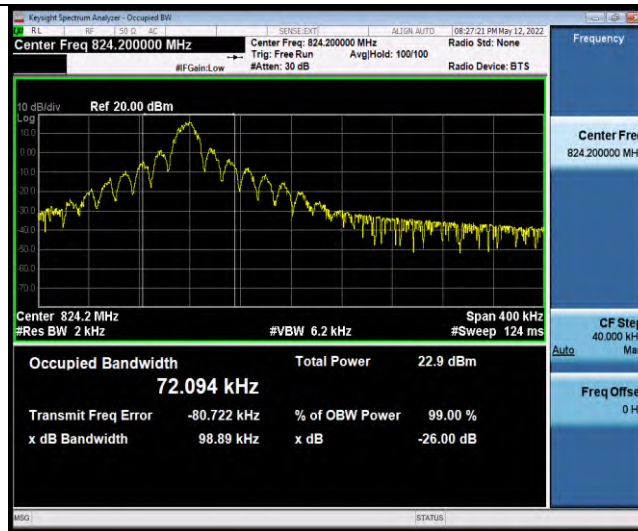 Keysight Spectrum Analyzer - Occupied BW
RL RF 50 Ω AC SENSE:EXT ALIGN AUTO 08:27:21 PM May 12, 2022
Center Freq 824.200000 MHz Center Freq: 824.200000 MHz Radio Std: None Frequency
Trig: Free Run Avg|Hold: 100/100
#IFGain:Low #Atten: 30 dB Radio Device: BTS
10 dB/div Ref 20.00 dBm
Log
10.0
0.00
-10.0
-20.0
-30.0
-40.0
-50.0
-60.0
-70.0
Center Fre
824.200000 MH
Center 824.2 MHz Span 400 kHz
#Res BW 2 kHz #VBW 6.2 kHz #Sweep 124 ms
CF Step
40.000 kH
Auto Ma
Occupied Bandwidth Total Power 22.9 dBm
72.094 kHz
Transmit Freq Error -80.722 kHz % of OBW Power 99.00 %
x dB Bandwidth 98.89 kHz x dB -26.00 dB
Freq Offse
0 H
MSG STATUS